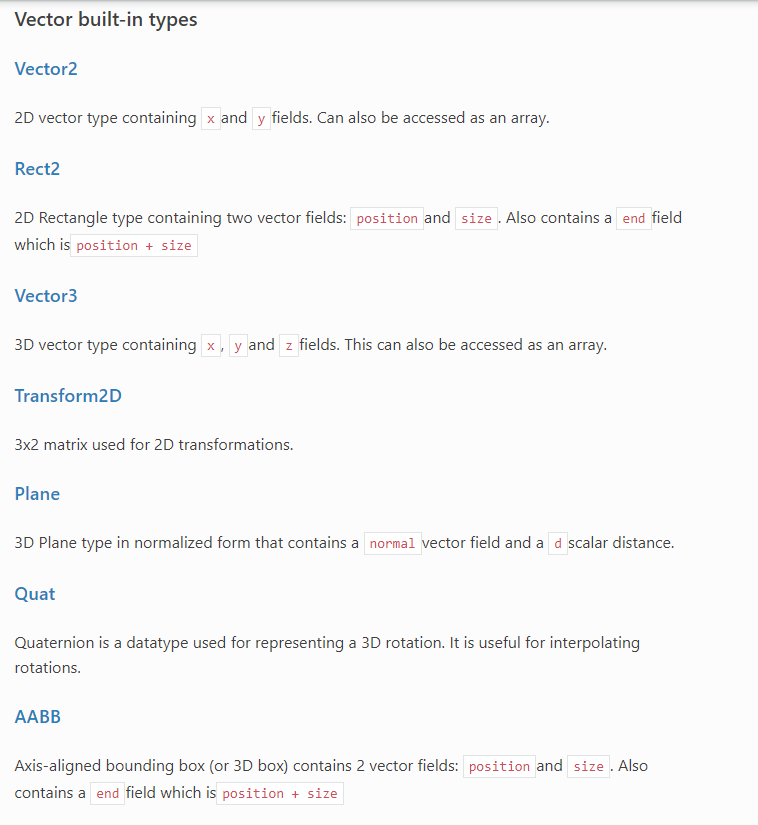 Vector built-in types
Vector2
2D vector type containing x and y fields. Can also be accessed as an array.
Rect2
2D Rectangle type containing two vector fields: position and size . Also contains a end field
which is position + size
Vector3
3D vector type containing x , y and z fields. This can also be accessed as an array.
Transform2D
3x2 matrix used for 2D transformations.
Plane
3D Plane type in normalized form that contains a normal vector field and a d scalar distance.
Quat
Quaternion is a datatype used for representing a 3D rotation. It is useful for interpolating
rotations.
AABB
Axis-aligned bounding box (or 3D box) contains 2 vector fields: position and size . Also
contains a end field which is position + size